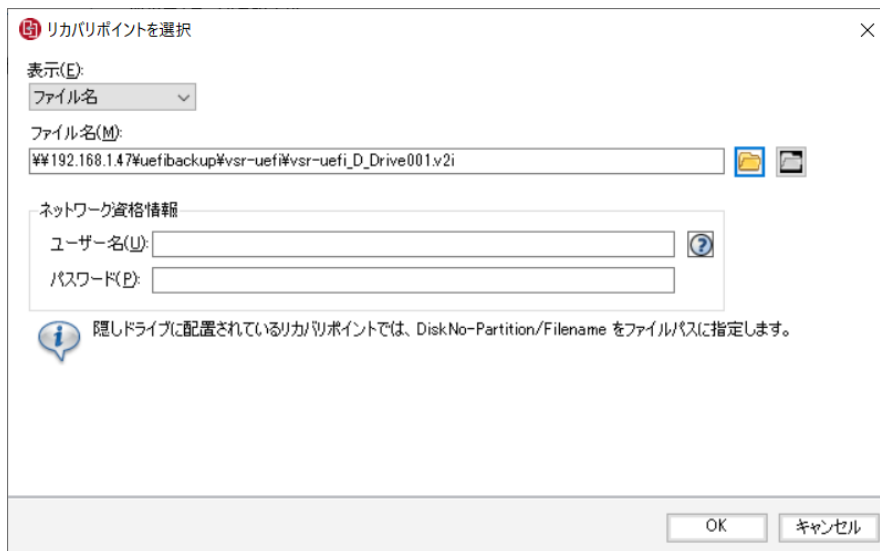 リカバリポイントを選択
表示(E):
ファイル名
ファイル名(M):
¥¥192.168.1.47¥uefibackup¥vsr-uefi¥vsr-uefi_D_Drive001.v2i
ネットワーク資格情報
ユーザー名(U):
パスワード(P):
隠しドライブに配置されているリカバリポイントでは、DiskNo-Partition/Filename をファイルパスに指定します。
OK
キャンセル